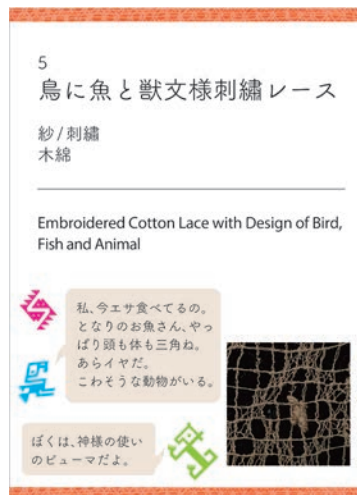 5
鳥に魚と獣文様刺繍レース
紗/刺繍
木綿
Embroidered Cotton Lace with Design of Bird,
Fish and Animal
私、今エサ食べてるの。
となりのお魚さん、やっ
ぱり頭も体も三角ね。
あらイヤだ。
こわそうな動物がいる。
ぼくは、神様の使い
のピューマだよ。